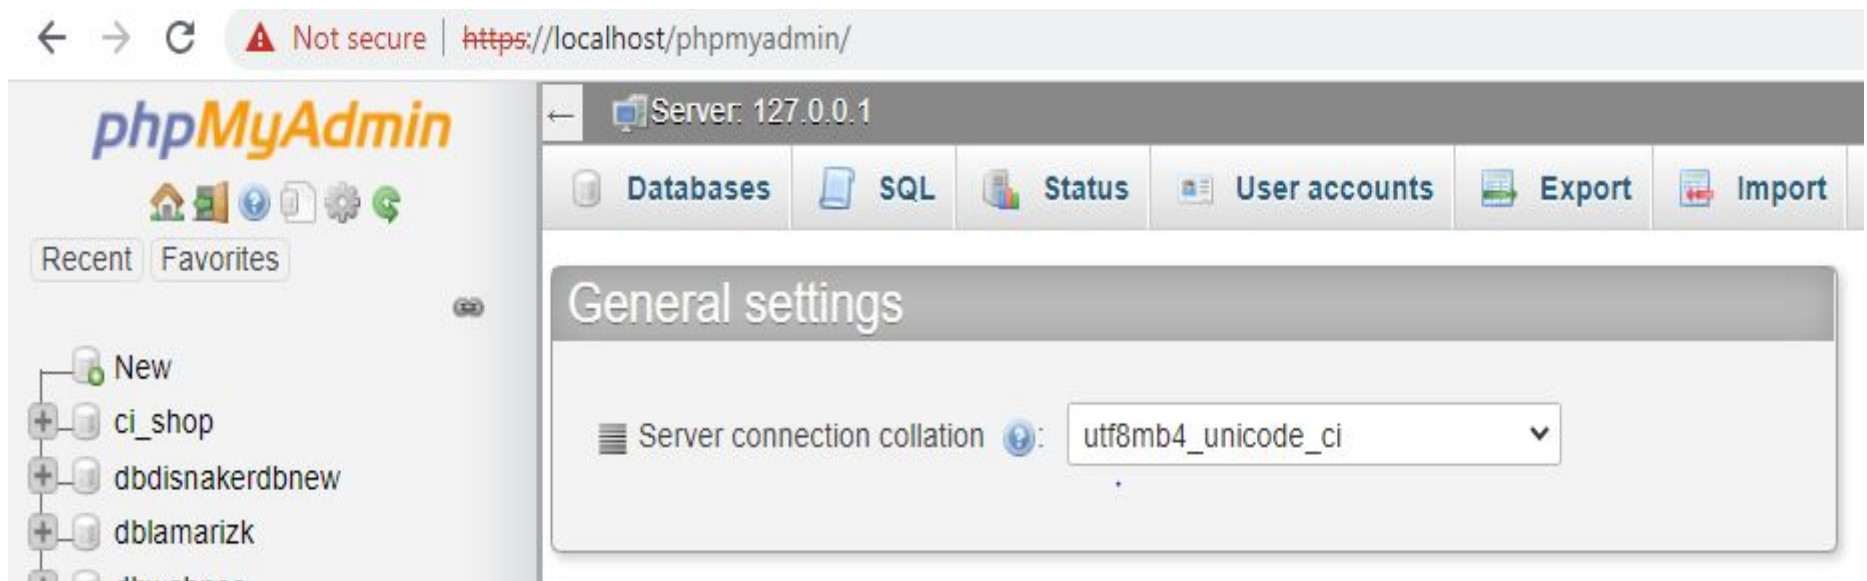 Not secure | https://localhost/phpmyadmin/
phpMyAdmin
Recent Favorites
New
ci_shop
dbdisnakerdbnew
dblamarizk
← Server: 127.0.0.1
Databases SQL Status User accounts Export Import
General settings
Server connection collation : utf8mb4_unicode_ci